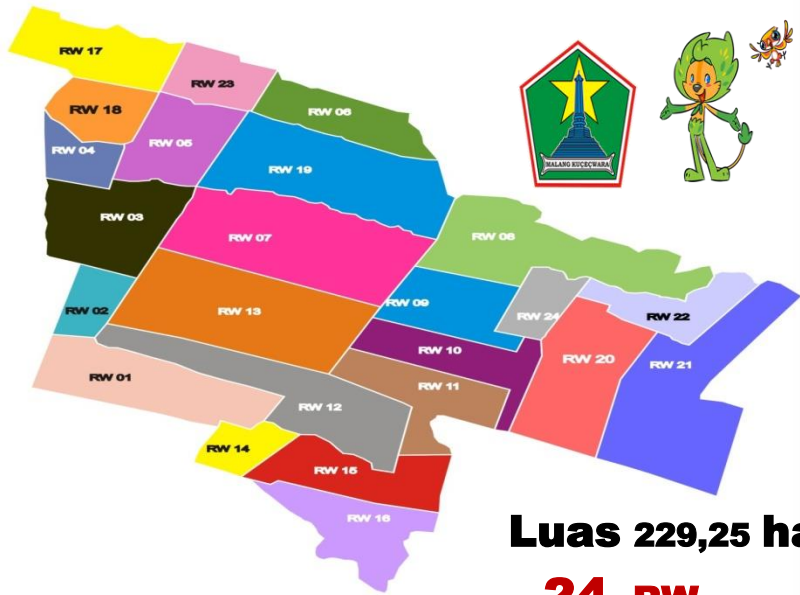 RW 17
RW 23
RW 18
RW 06
RW 05
RW 04
MALANG KUÇEÇWARA
RW 19
RW 03
RW 07
RW 08
RW 02
RW 13
RW 09
RW 24
RW 22
RW 10
RW 20
RW 21
RW 01
RW 11
RW 12
RW 14
RW 15
RW 16
Luas 229,25 ha
24 RW